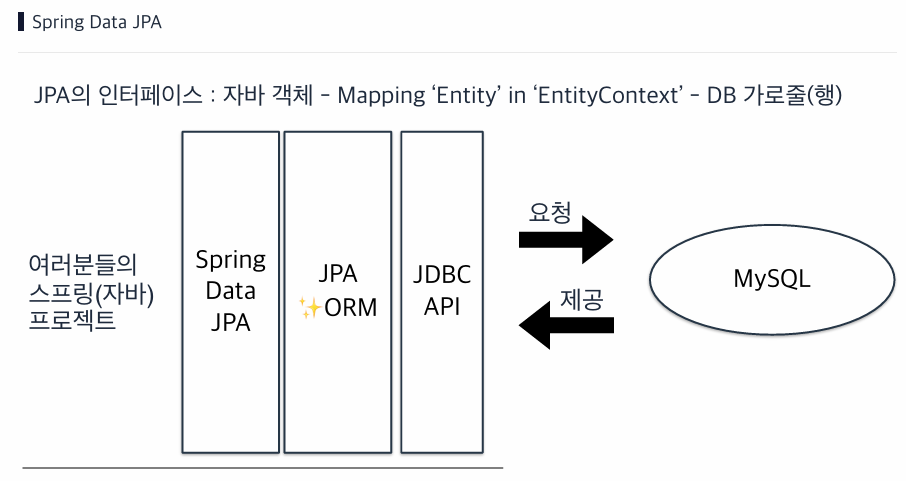 Spring Data JPA
JPA의 인터페이스 : 자바 객체 – Mapping ‘Entity’ in ‘EntityContext’ – DB 가로줄(행)
여러분들의
스프링(자바)
프로젝트
Spring
Data
JPA
JPA
✨ORM
JDBC
API
요청
제공
MySQL